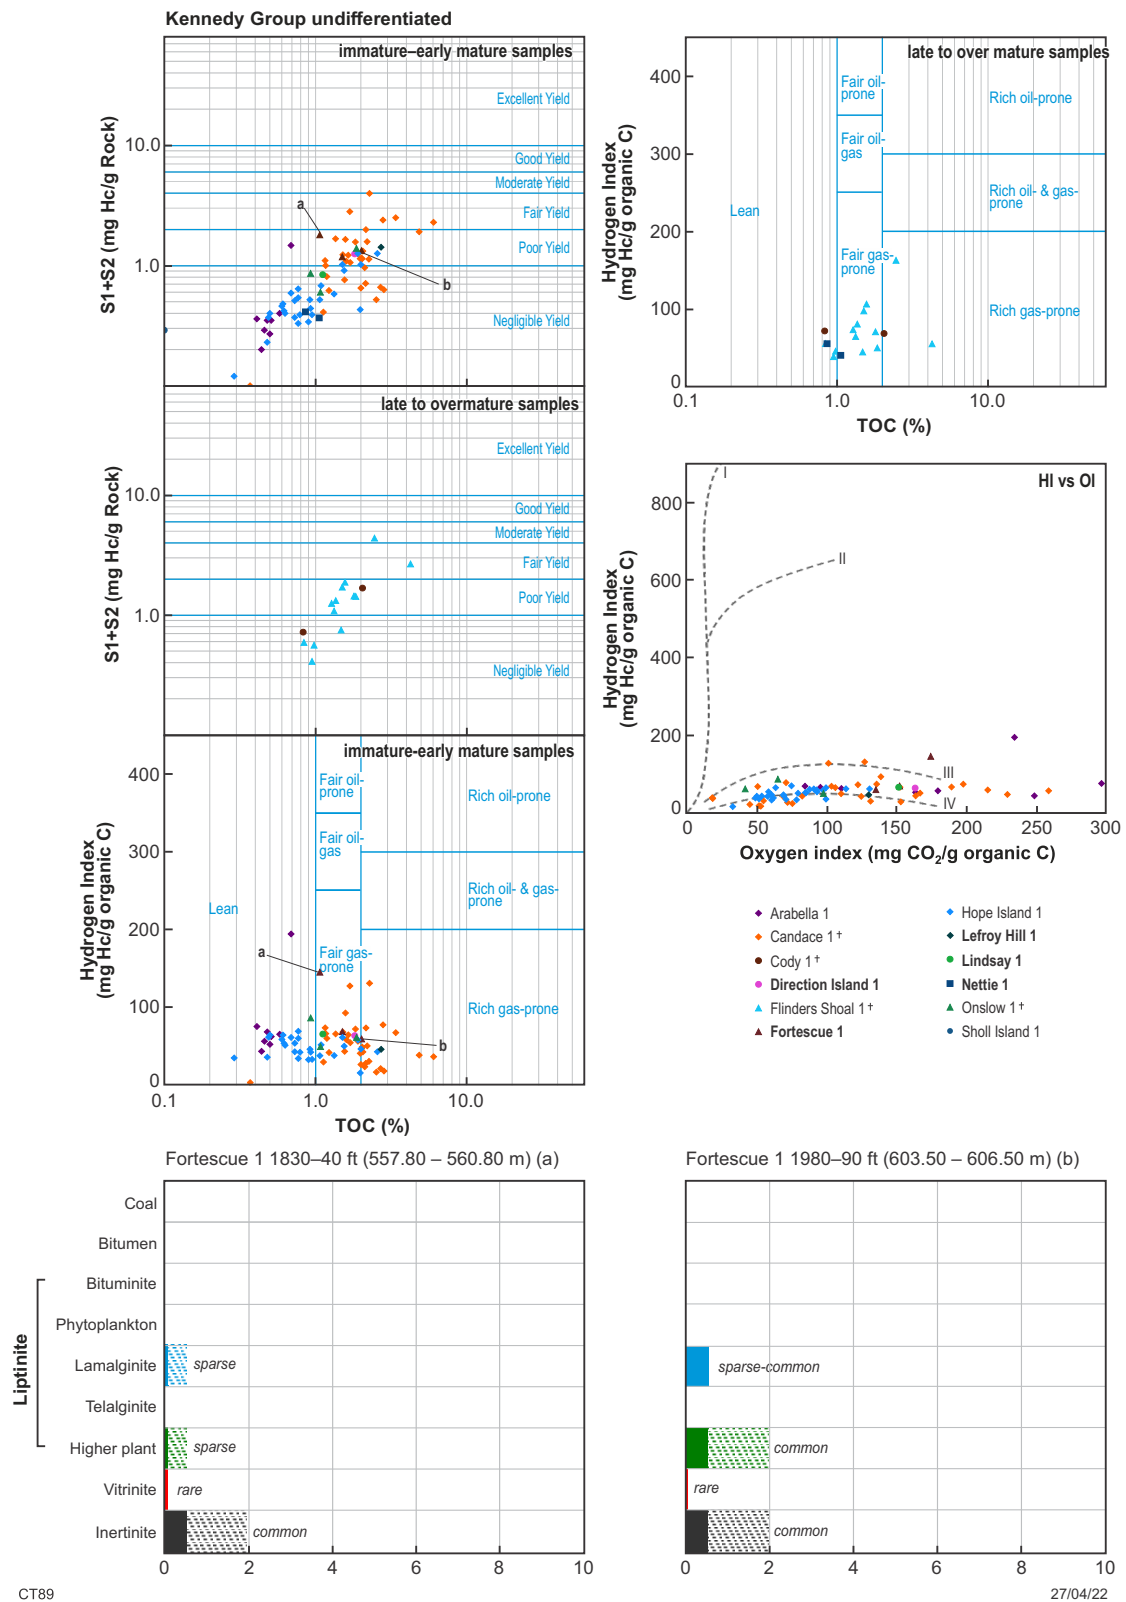 Kennedy Group undifferentiated
immature–early mature samples
Excellent Yield
Good Yield
Moderate Yield
Fair Yield
Poor Yield
Negligible Yield
a
b
10.0
1.0
S1+S2 (mg Hc/g Rock)
late to over mature samples
Fair oil-
prone
Fair oil-
gas
Fair gas-
prone
Lean
Rich oil-prone
Rich oil- & gas-
prone
Rich gas-prone
400
300
200
100
0
0.1
1.0
10.0
TOC (%)
Hydrogen Index
(mg Hc/g organic C)
late to overmature samples
Excellent Yield
Good Yield
Moderate Yield
Fair Yield
Poor Yield
Negligible Yield
10.0
1.0
S1+S2 (mg Hc/g Rock)
HI vs OI
I
II
III
IV
800
600
400
200
0
0
50
100
150
200
250
300
Hydrogen Index
(mg Hc/g organic C)
Oxygen index (mg CO2/g organic C)
immature-early mature samples
Fair oil-
prone
Fair oil-
gas
Fair gas-
prone
Lean
Rich oil-prone
Rich oil- & gas-
prone
Rich gas-prone
a
b
400
300
200
100
0
0.1
1.0
10.0
TOC (%)
Hydrogen Index
(mg Hc/g organic C)
Arabella 1
Candace 1†
Cody 1†
Direction Island 1
Flinders Shoal 1†
Fortescue 1
Hope Island 1
Lefroy Hill 1
Lindsay 1
Nettie 1
Onslow 1†
Sholl Island 1
Fortescue 1 1830–40 ft (557.80 – 560.80 m) (a)
Coal
Bitumen
Bituminite
Phytoplankton
Lamalginite
Telalginite
Higher plant
Vitrinite
Inertinite
Liptinite
sparse
sparse
rare
common
0
2
4
6
8
10
Fortescue 1 1980–90 ft (603.50 – 606.50 m) (b)
sparse-common
common
rare
common
0
2
4
6
8
10
CT89
27/04/22